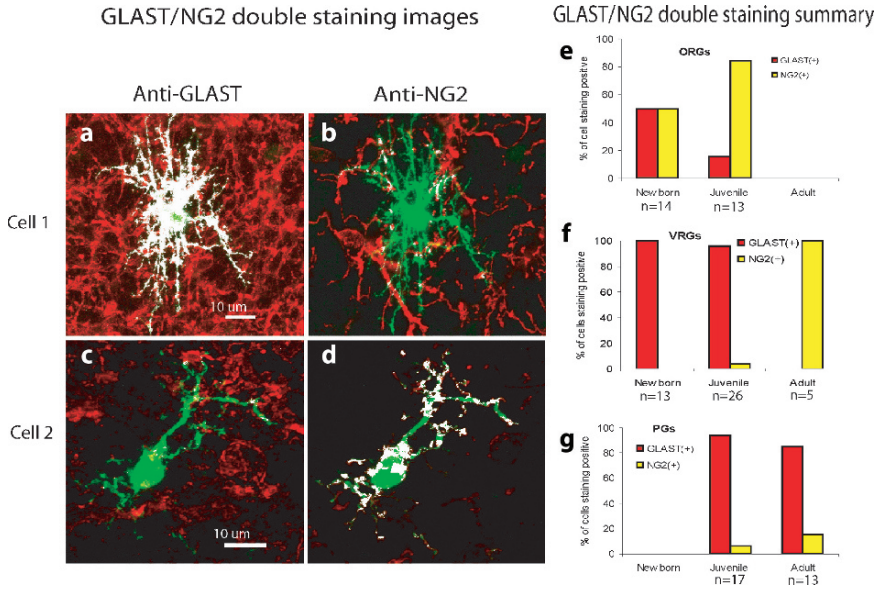 GLAST/NG2 double staining images
GLAST/NG2 double staining summary
Anti-GLAST
Anti-NG2
Cell 1
a
10 um
b
Cell 2
c
10 um
d
e
ORGs
GLAST(+)
NG2(+)
% of cell staining positive
100
80
60
40
20
0
New born
Juvenile
Adult
n=14
n=13
f
VRGs
GLAST(+)
NG2(+)
% of cells staining positive
100
80
60
40
20
0
New born
Juvenile
Adult
n=13
n=26
n=5
g
PGs
GLAST(+)
NG2(+)
% of cells staining positive
100
80
60
40
20
0
New born
Juvenile
Adult
n=17
n=13